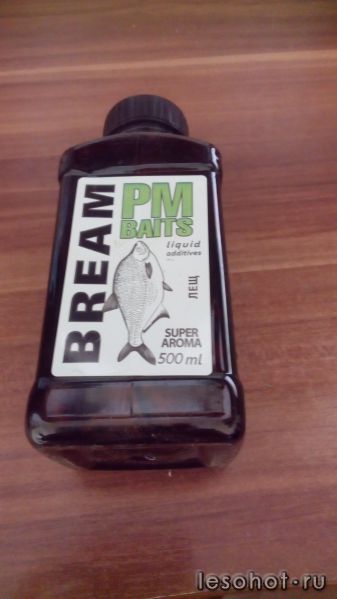 BREAM
PM
BAITS
liquid
additives
ЛЕЩ
SUPER
AROMA
500 ml
lesohot.ru